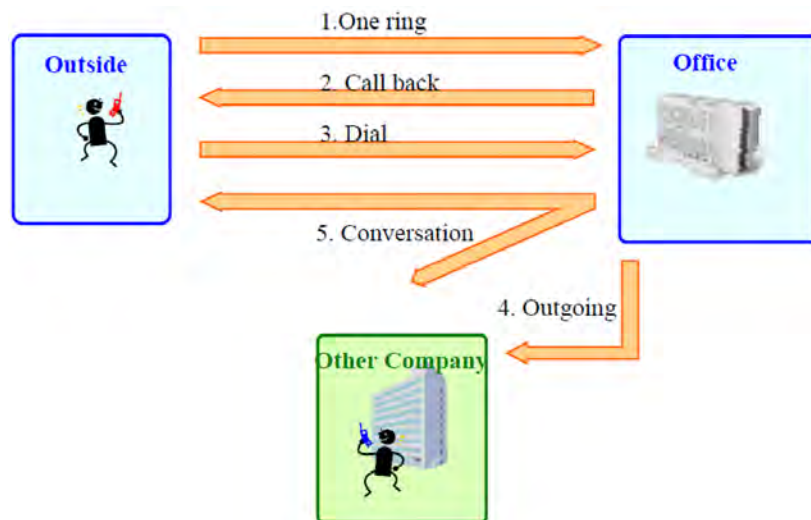 1.One ring
Outside
Office
2. Call back
3. Dial
5. Conversation
4. Outgoing
Other Company